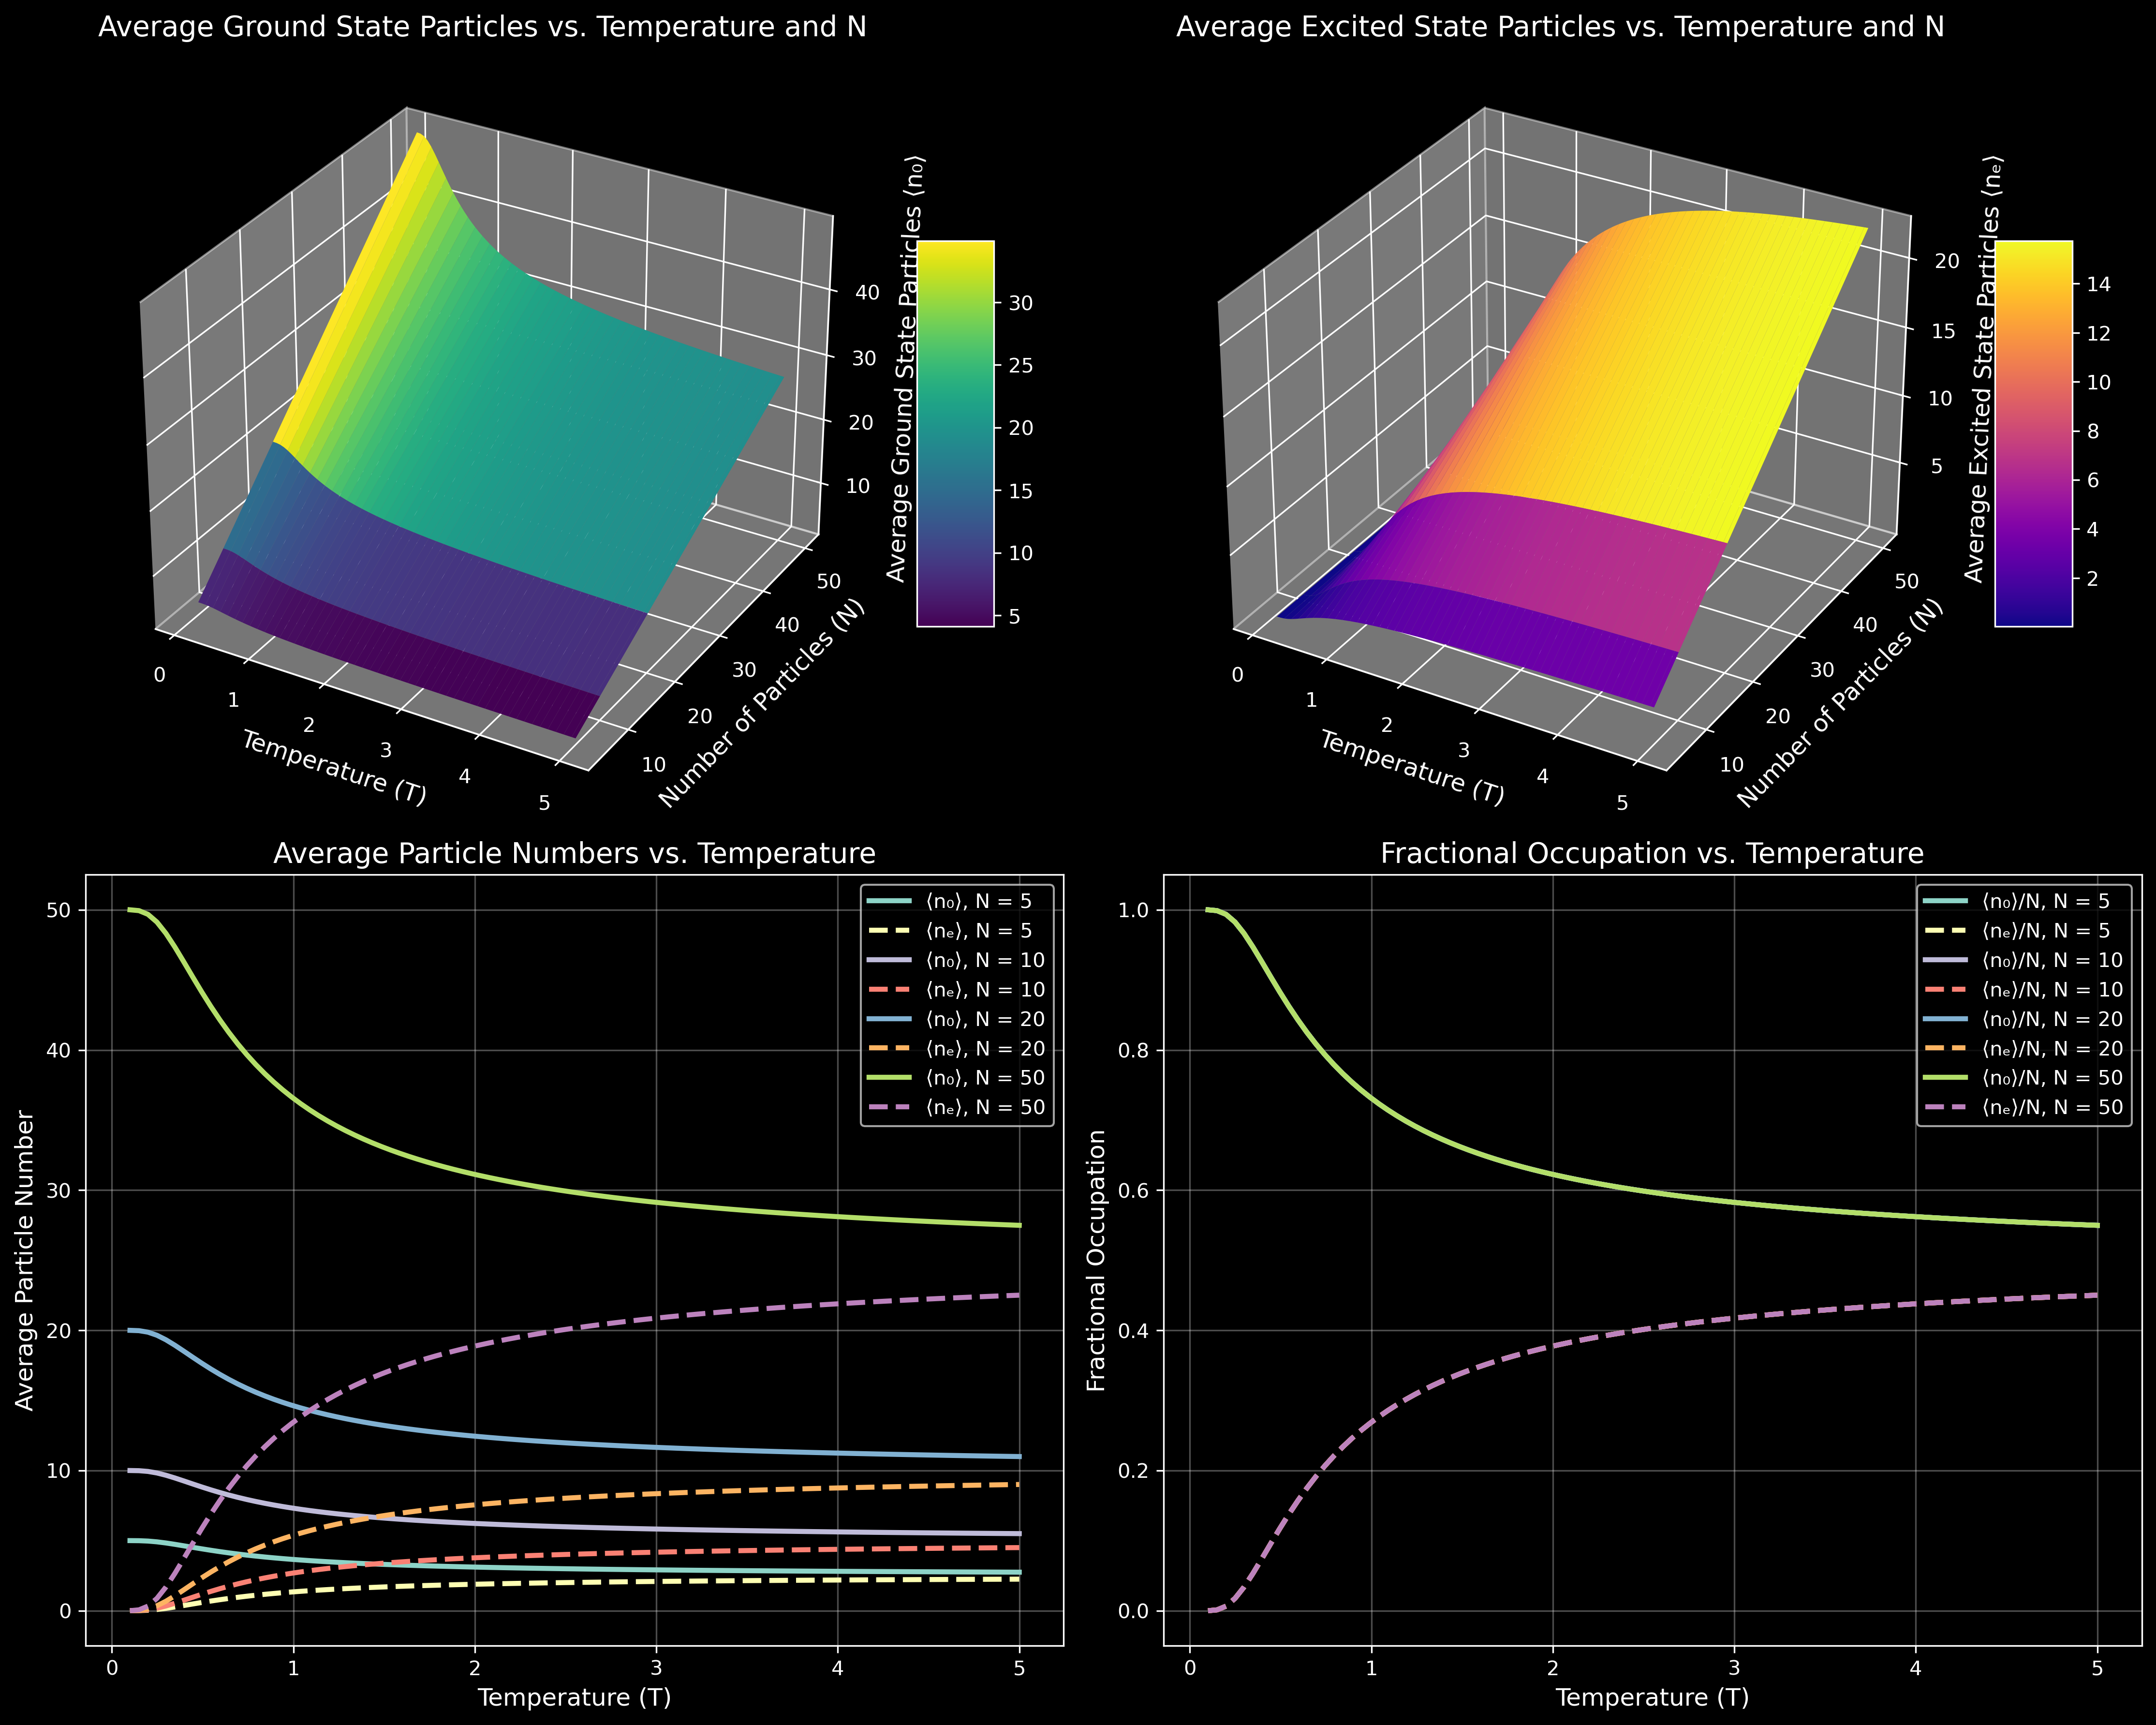 Average Ground State Particles vs. Temperature and N
40
30
20
10
50
40
30
20
10
0
1
2
3
4
5
Temperature (T)
Number of Particles (N)
Average Ground State Particles ⟨n₀⟩
30
25
20
15
10
5
Average Excited State Particles vs. Temperature and N
20
15
10
5
50
40
30
20
10
0
1
2
3
4
5
Temperature (T)
Number of Particles (N)
Average Excited State Particles ⟨nₑ⟩
14
12
10
8
6
4
2
Average Particle Numbers vs. Temperature
50
40
30
20
10
0
Average Particle Number
⟨n₀⟩, N = 5
⟨nₑ⟩, N = 5
⟨n₀⟩, N = 10
⟨nₑ⟩, N = 10
⟨n₀⟩, N = 20
⟨nₑ⟩, N = 20
⟨n₀⟩, N = 50
⟨nₑ⟩, N = 50
0
1
2
3
4
5
Temperature (T)
Fractional Occupation vs. Temperature
1.0
0.8
0.6
0.4
0.2
0.0
Fractional Occupation
⟨n₀⟩/N, N = 5
⟨nₑ⟩/N, N = 5
⟨n₀⟩/N, N = 10
⟨nₑ⟩/N, N = 10
⟨n₀⟩/N, N = 20
⟨nₑ⟩/N, N = 20
⟨n₀⟩/N, N = 50
⟨nₑ⟩/N, N = 50
0
1
2
3
4
5
Temperature (T)